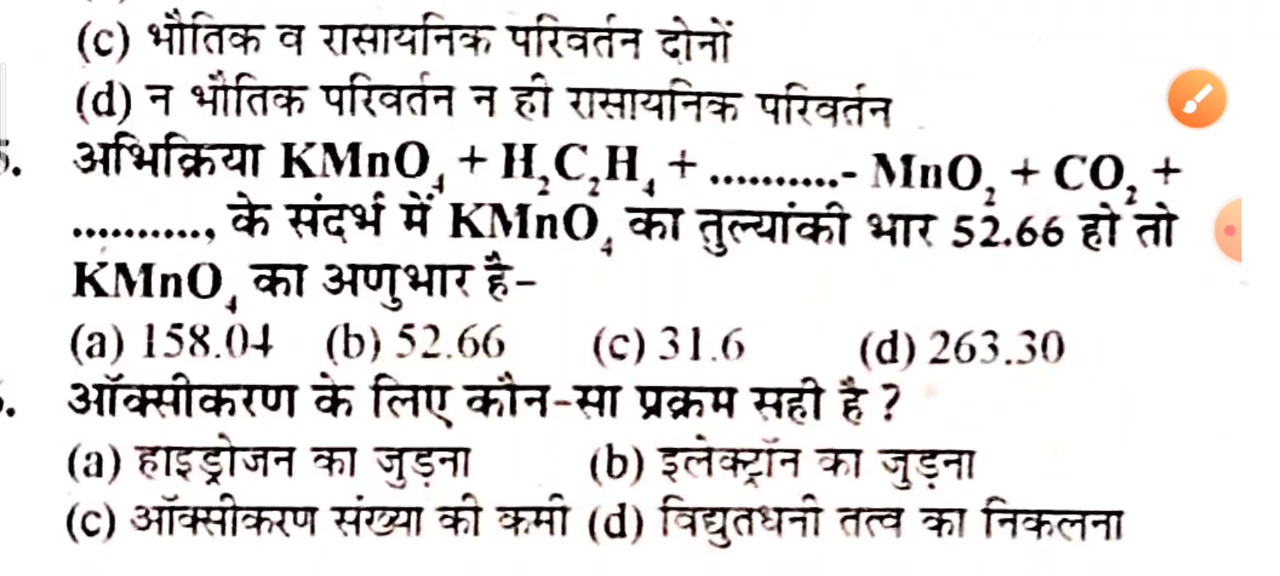 (c) भौतिक व रासायनिक परिवर्तन दोनों
(d) न भौतिक परिवर्तन न ही रासायनिक परिवर्तन
5. अभिक्रिया KMnO₄ + H₂C₂H₄ + ...........- MnO₂ + CO₂ +
..........., के संदर्भ में KMnO₄ का तुल्यांकी भार 52.66 हो तो
KMnO₄ का अणुभार है-
(a) 158.04 (b) 52.66 (c) 31.6 (d) 263.30
. ऑक्सीकरण के लिए कौन-सा प्रक्रम सही है ?
(a) हाइड्रोजन का जुड़ना (b) इलेक्ट्रॉन का जुड़ना
(c) ऑक्सीकरण संख्या की कमी (d) विद्युतधनी तत्व का निकलना